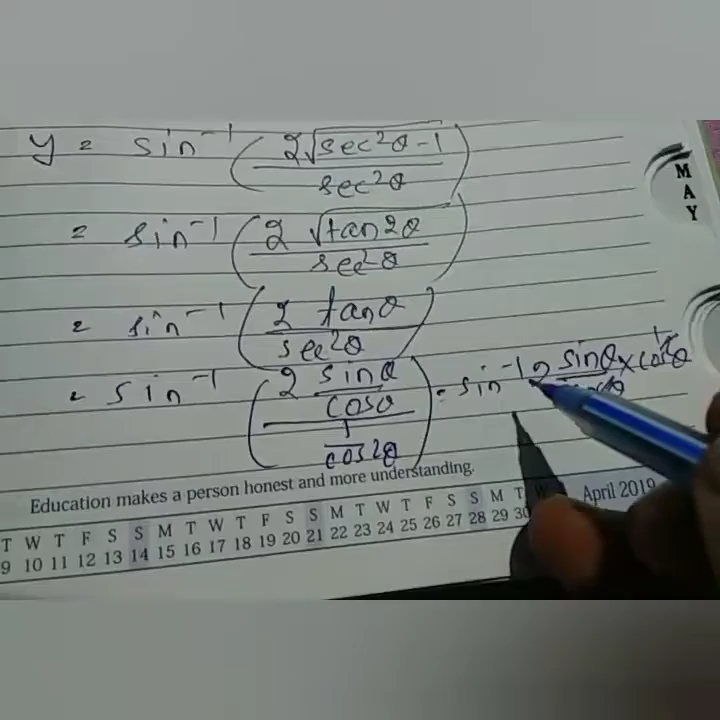 y = sin⁻¹ (2√sec²θ-1 / sec²θ)
= sin⁻¹ (2 √tan2θ / sec²θ)
= sin⁻¹ (2 tanθ / sec²θ)
= sin⁻¹ (2 sinθ / cosθ / 1 / cos2θ) = sin⁻¹ 2 sinθ × cos²θ
Education makes a person honest and more understanding.
T W T F S S M T W T F S S M T W T F S S M T
9 10 11 12 13 14 15 16 17 18 19 20 21 22 23 24 25 26 27 28 29 30
April 2019
MAY